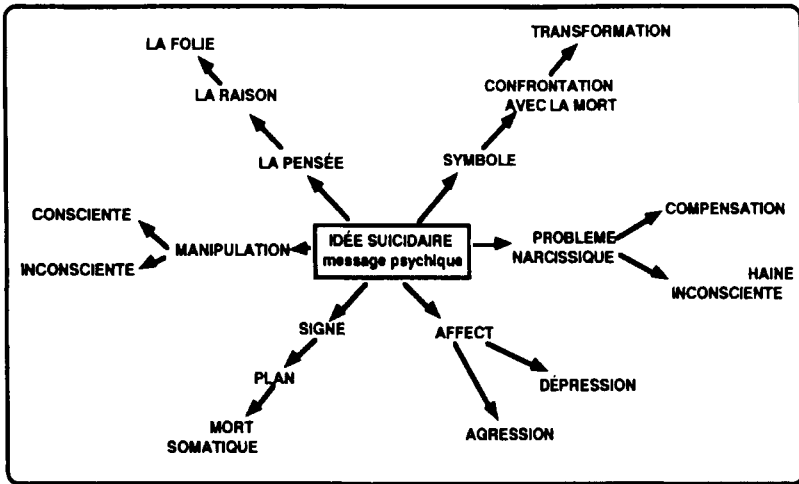 TRANSFORMATION
LA FOLIE
CONFRONTATION
AVEC LA MORT
LA RAISON
LA PENSÉE
SYMBOLE
CONSCIENTE
COMPENSATION
MANIPULATION
IDÉE SUICIDAIRE
message psychique
PROBLEME
NARCISSIQUE
INCONSCIENTE
HAINE
INCONSCIENTE
SIGNE
AFFECT
PLAN
DÉPRESSION
MORT
SOMATIQUE
AGRESSION